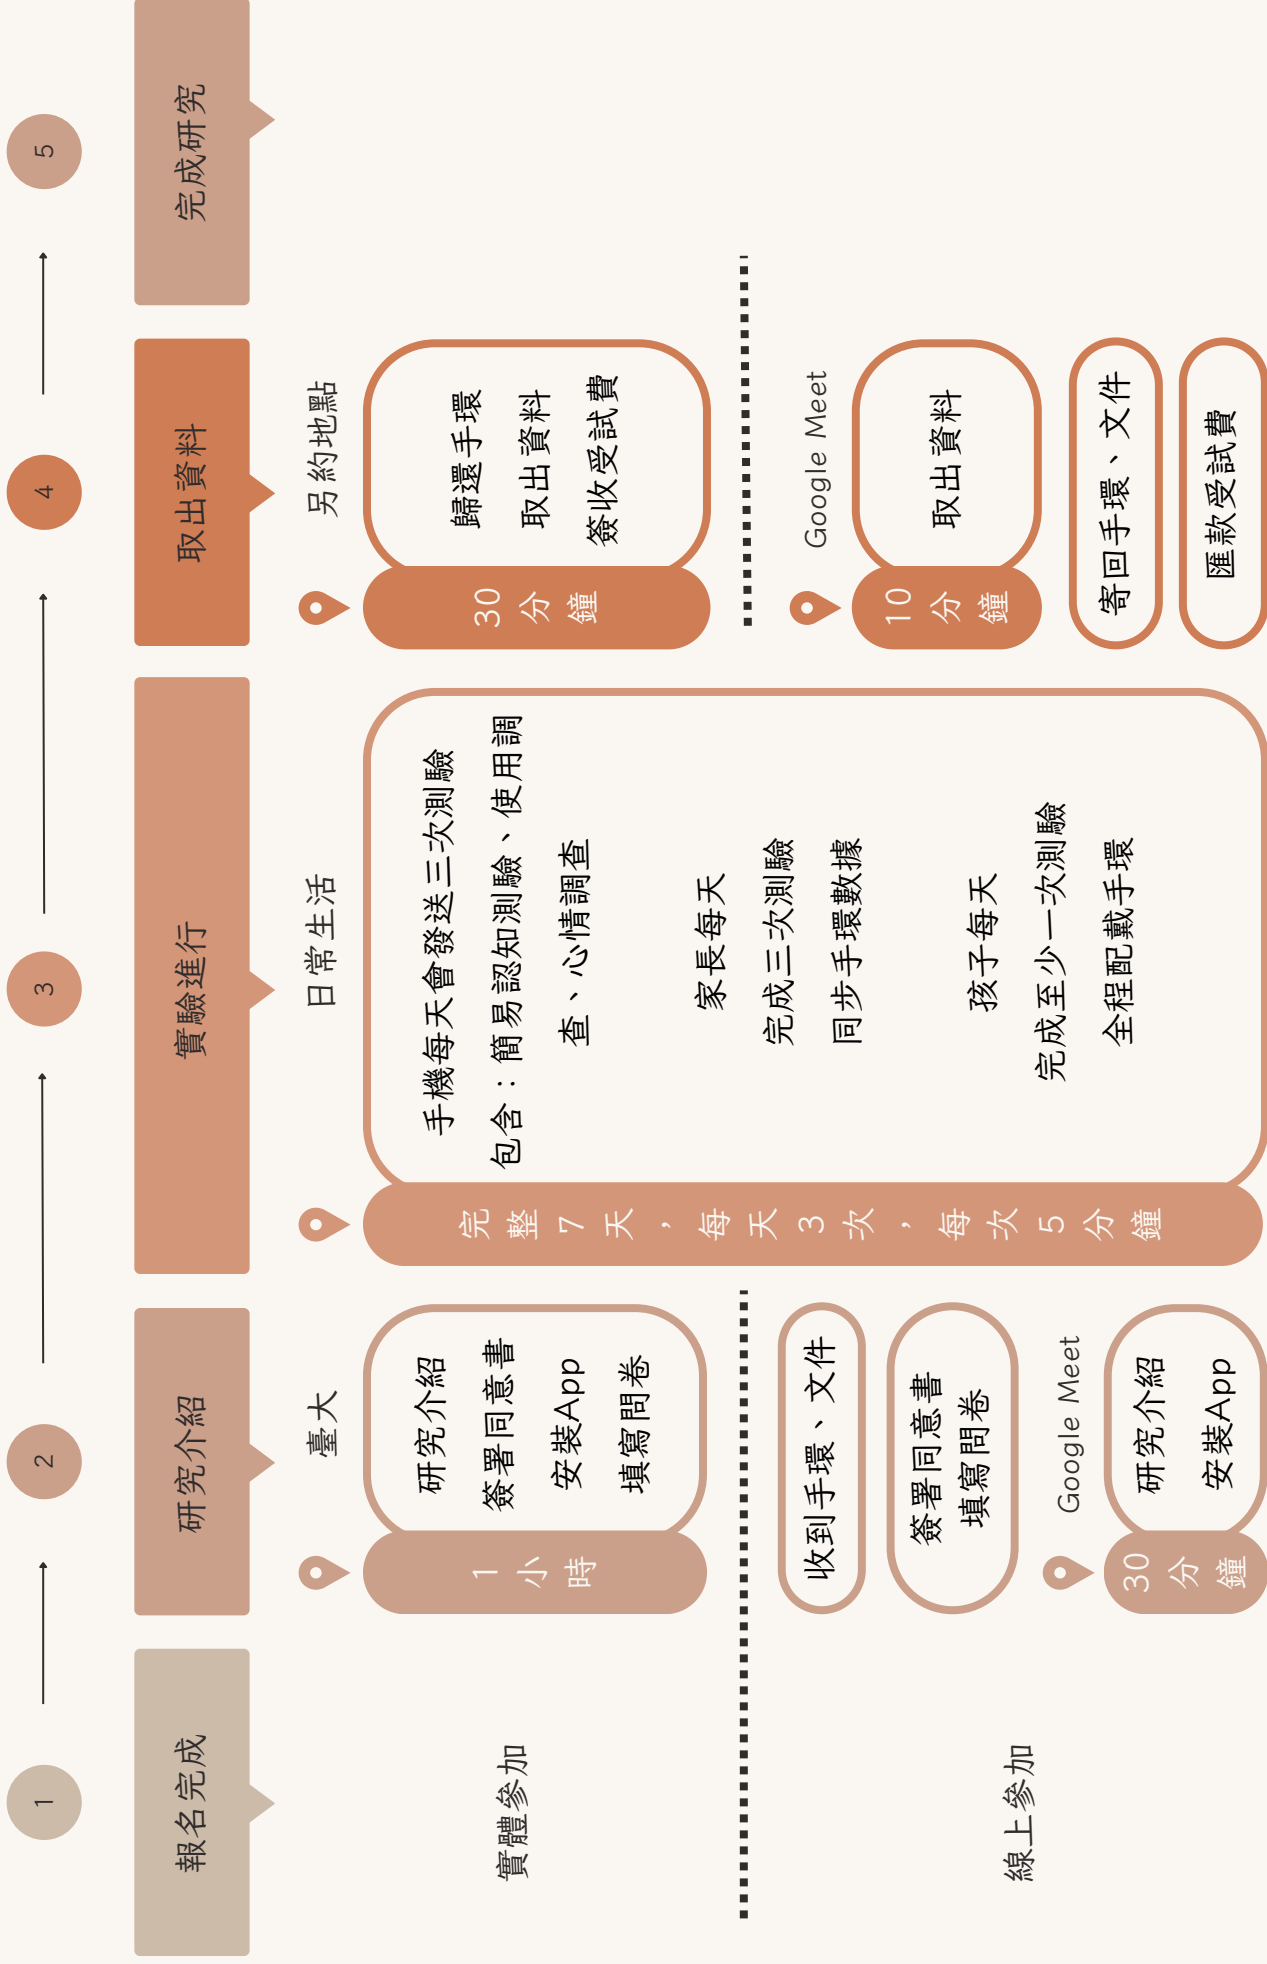 1
2
3
4
5
報名完成
研究介紹
實驗進行
取出資料
完成研究
實體參加
臺大
1小時
研究介紹
簽署同意書
安裝App
填寫問卷
日常生活
完整7天，每天3次，每次5分鐘
手機每天會發送三次測驗
包含：簡易認知測驗、使用調
查、心情調查
家長每天
完成三次測驗
同步手環數據
孩子每天
完成至少一次測驗
全程配戴手環
另約地點
30分鐘
歸還手環
取出資料
簽收受試費
線上參加
收到手環、文件
簽署同意書
填寫問卷
Google Meet
30分鐘
研究介紹
安裝App
Google Meet
10分鐘
取出資料
寄回手環、文件
匯款受試費